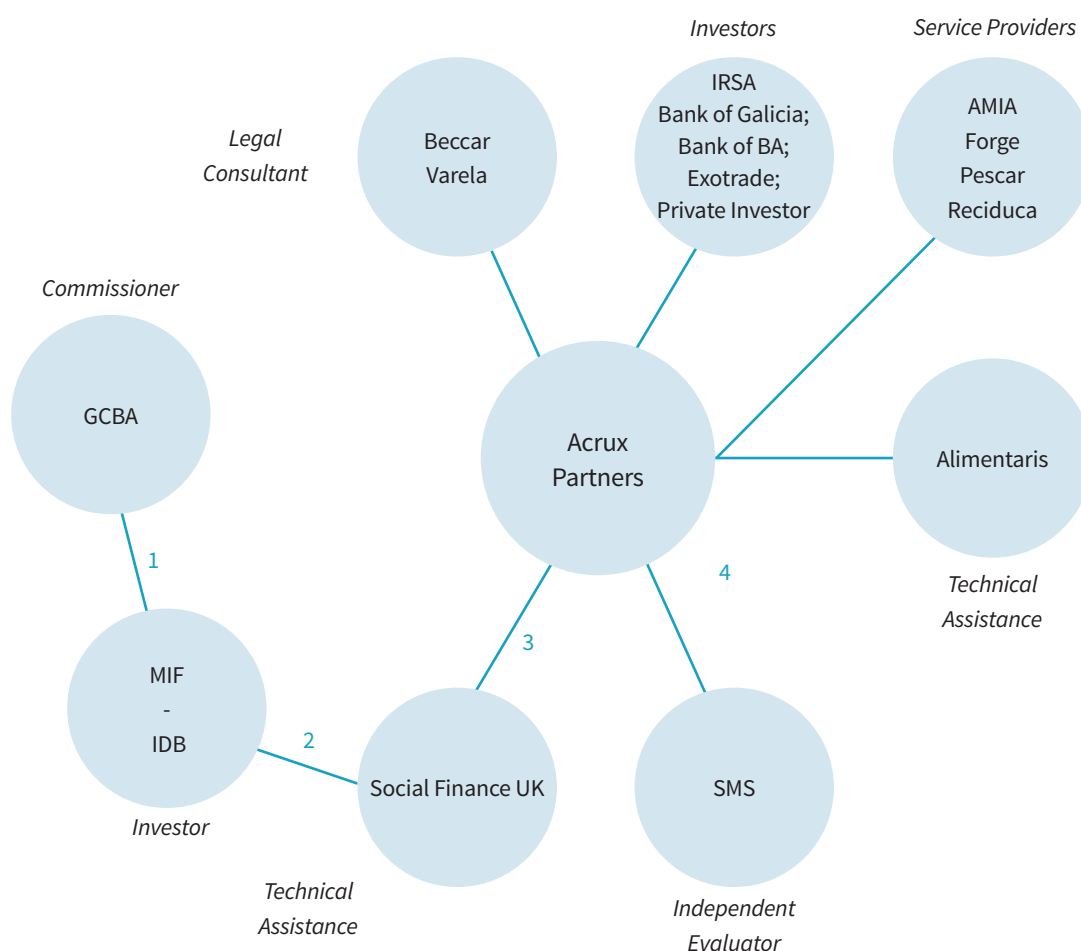 Investors
Service Providers
Legal
Consultant
Beccar
Varela
IRSA
Bank of Galicia;
Bank of BA;
Exotrade;
Private Investor
AMIA
Forge
Pescar
Reciduca
Commissioner
GCBA
Acrux
Partners
Alimentaris
Technical
Assistance
1
MIF
-
IDB
Investor
2
3
4
Social Finance UK
Technical
Assistance
SMS
Independent
Evaluator